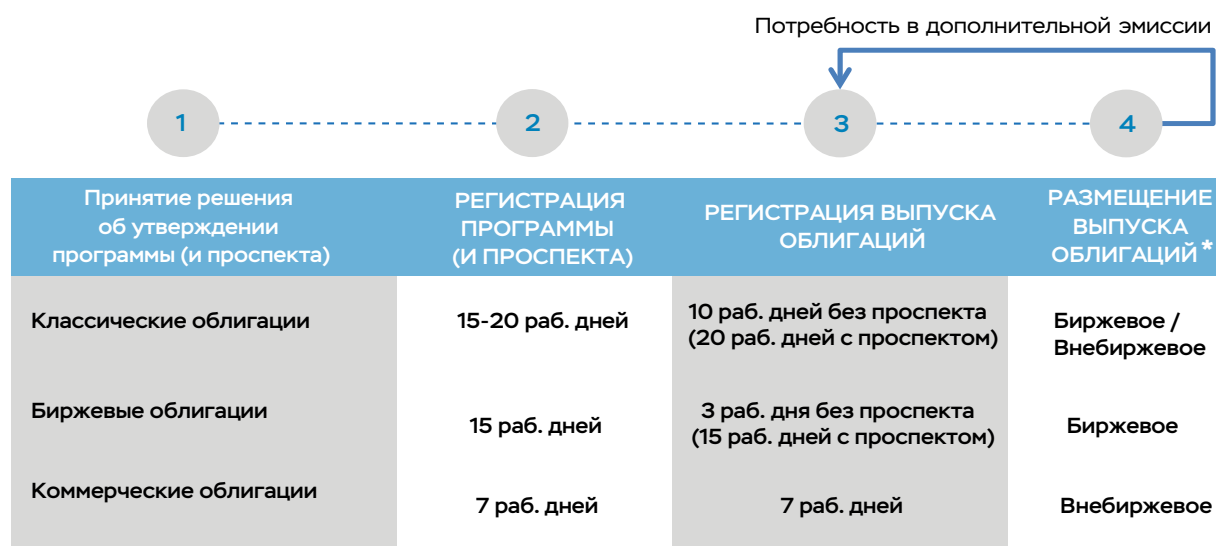 Потребность в дополнительной эмиссии
1
2
3
4
Принятие решения
об утверждении
программы (и проспекта)
РЕГИСТРАЦИЯ
ПРОГРАММЫ
(И ПРОСПЕКТА)
РЕГИСТРАЦИЯ ВЫПУСКА
ОБЛИГАЦИЙ
РАЗМЕЩЕНИЕ
ВЫПУСКА
ОБЛИГАЦИЙ *
Классические облигации
15-20 раб. дней
10 раб. дней без проспекта
(20 раб. дней с проспектом)
Биржевое /
Внебиржевое
Биржевые облигации
15 раб. дней
3 раб. дня без проспекта
(15 раб. дней с проспектом)
Биржевое
Коммерческие облигации
7 раб. дней
7 раб. дней
Внебиржевое